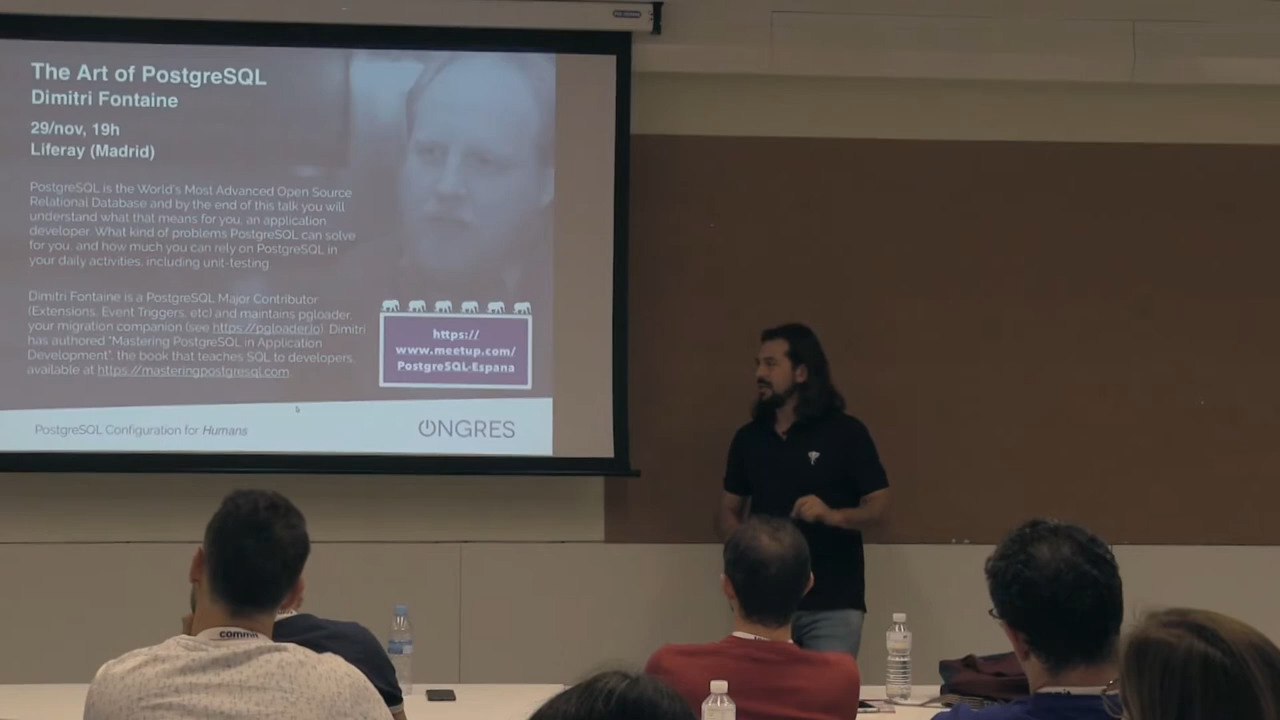 The Art of PostgreSQL
Dimitri Fontaine
29/nov, 19h
Liferay (Madrid)
PostgreSQL is the World's Most Advanced Open Source
Relational Database and by the end of this talk you will
understand what that means for you, an application
developer. What kind of problems PostgreSQL can solve
for you, and how much you can rely on PostgreSQL in
your daily activities, including unit-testing.
Dimitri Fontaine is a PostgreSQL Major Contributor
(Extensions, Event Triggers, etc) and maintains pgloader,
your migration companion (see https://pgloader.io). Dimitri
has authored "Mastering PostgreSQL in Application
Development", the book that teaches SQL to developers,
available at https://masteringpostgresql.com.
https://
www.meetup.com/
PostgreSQL-Espana
PostgreSQL Configuration for Humans
ONGRES
commit